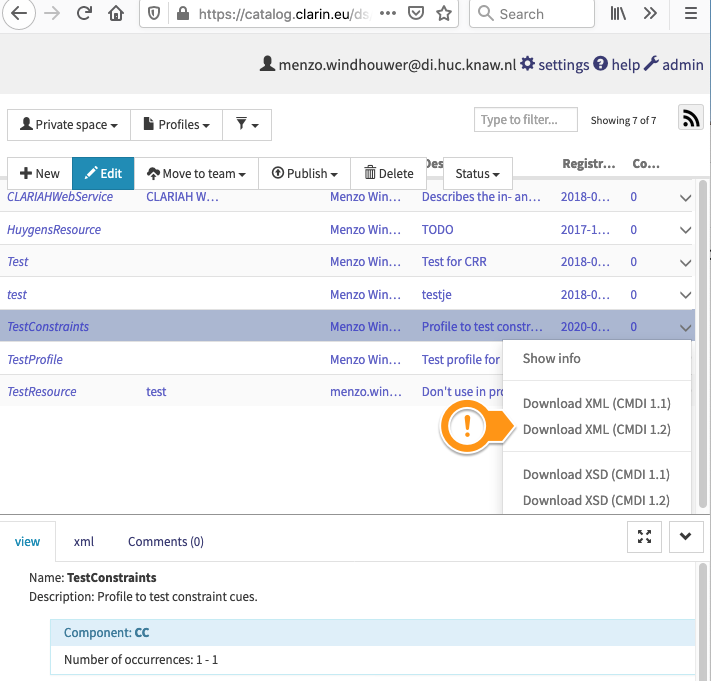 https://catalog.clarin.eu/ds
Search
menzo.windhouwer@di.huc.knaw.nl settings help admin
Private space Profiles
Type to filter...
Showing 7 of 7
New Edit Move to team Publish Delete Status
Registr... Co...
CLARIAHWebService CLARIAH W... Menzo Win... Describes the in- an... 2018-0... 0
HuygensResource Menzo Win... TODO 2017-1... 0
Test Menzo Win... Test for CRR 2018-0... 0
test Menzo Win... testje 2018-0... 0
TestConstraints Menzo Win... Profile to test constr... 2020-0... 0
TestProfile Menzo Win... Test profile for
TestResource test menzo.win... Don't use in pro
Show info
Download XML (CMDI 1.1)
!
Download XML (CMDI 1.2)
Download XSD (CMDI 1.1)
Download XSD (CMDI 1.2)
view xml Comments (0)
Name: TestConstraints
Description: Profile to test constraint cues.
Component: CC
Number of occurrences: 1 - 1